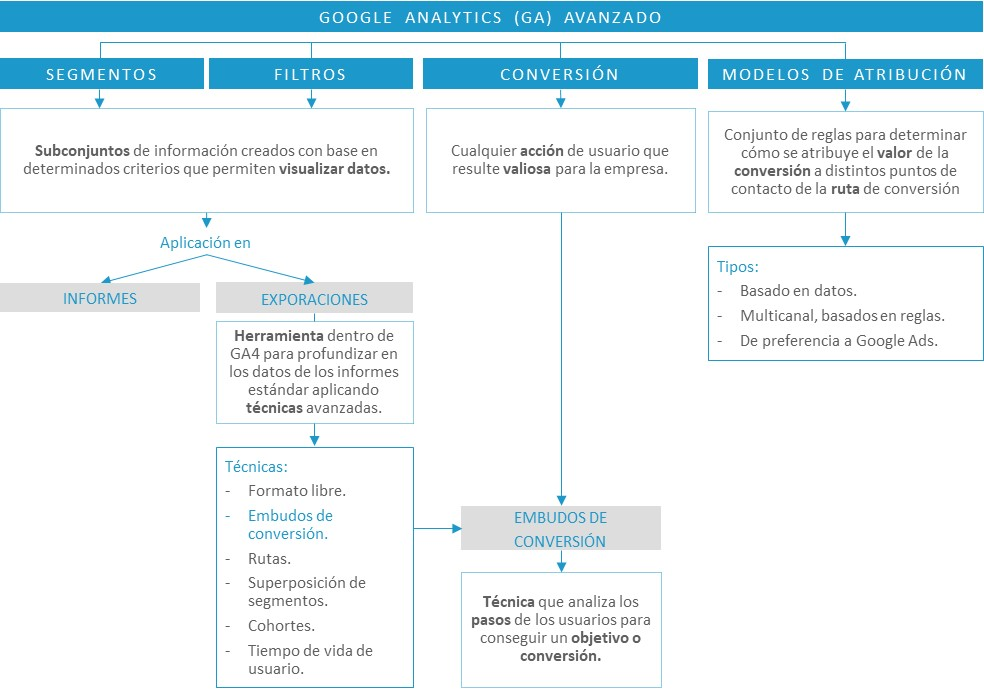 GOOGLE ANALYTICS (GA) AVANZADO
SEGMENTOS
FILTROS
CONVERSIÓN
MODELOS DE ATRIBUCIÓN
Subconjuntos de información creados con base en
determinados criterios que permiten visualizar datos.
Cualquier acción de usuario que
resulte valiosa para la empresa.
Conjunto de reglas para determinar
cómo se atribuye el valor de la
conversión a distintos puntos de
contacto de la ruta de conversión
Aplicación en
INFORMES
EXPORACIONES
Herramienta dentro de
GA4 para profundizar en
los datos de los informes
estándar aplicando
técnicas avanzadas.
Tipos:
- Basado en datos.
- Multicanal, basados en reglas.
- De preferencia a Google Ads.
Técnicas:
- Formato libre.
- Embudos de
conversión.
- Rutas.
- Superposición de
segmentos.
- Cohortes.
- Tiempo de vida de
usuario.
EMBUDOS DE
CONVERSIÓN
Técnica que analiza los
pasos de los usuarios para
conseguir un objetivo o
conversión.